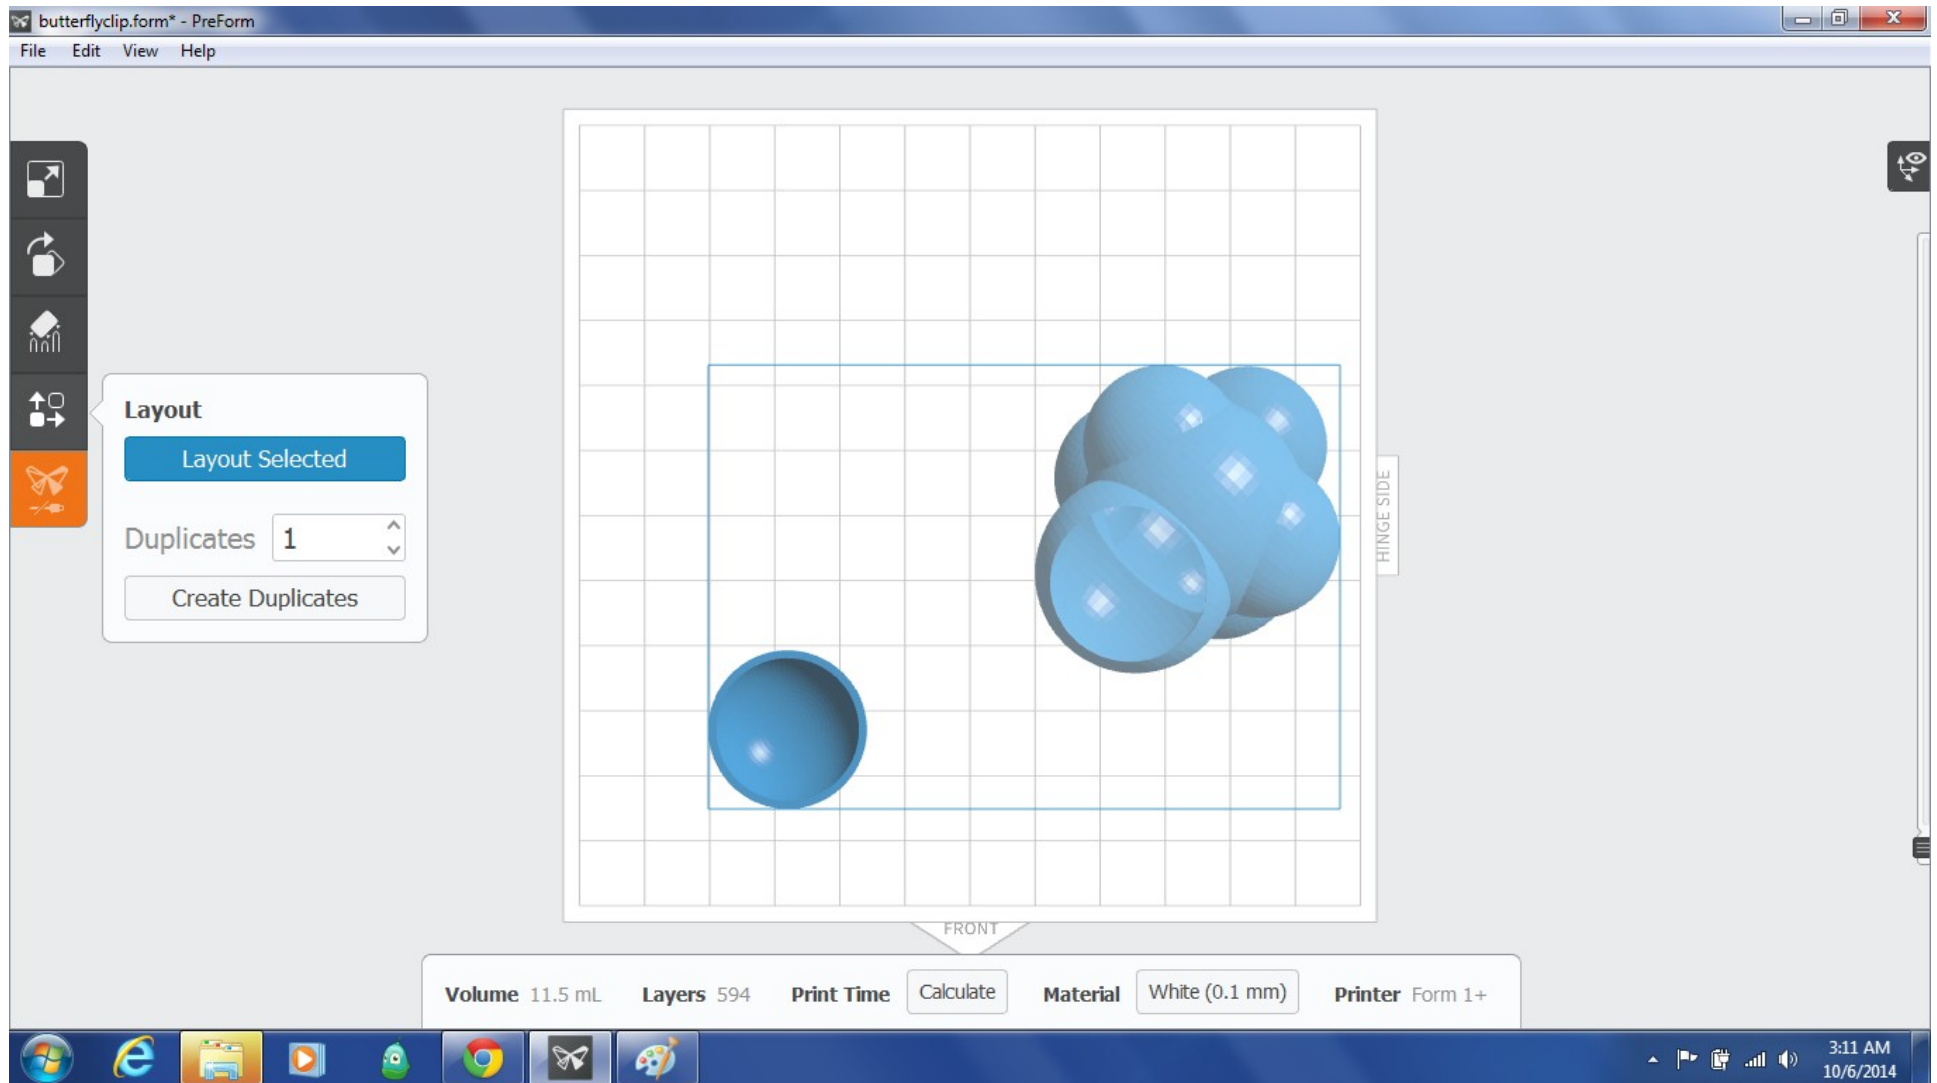 butterflyclip.form* - PreForm
File Edit View Help
Layout
Layout Selected
Duplicates 1
Create Duplicates
HINGE SIDE
FRONT
Volume 11.5 mL Layers 594 Print Time Calculate Material White (0.1 mm) Printer Form 1+
3:11 AM
10/6/2014